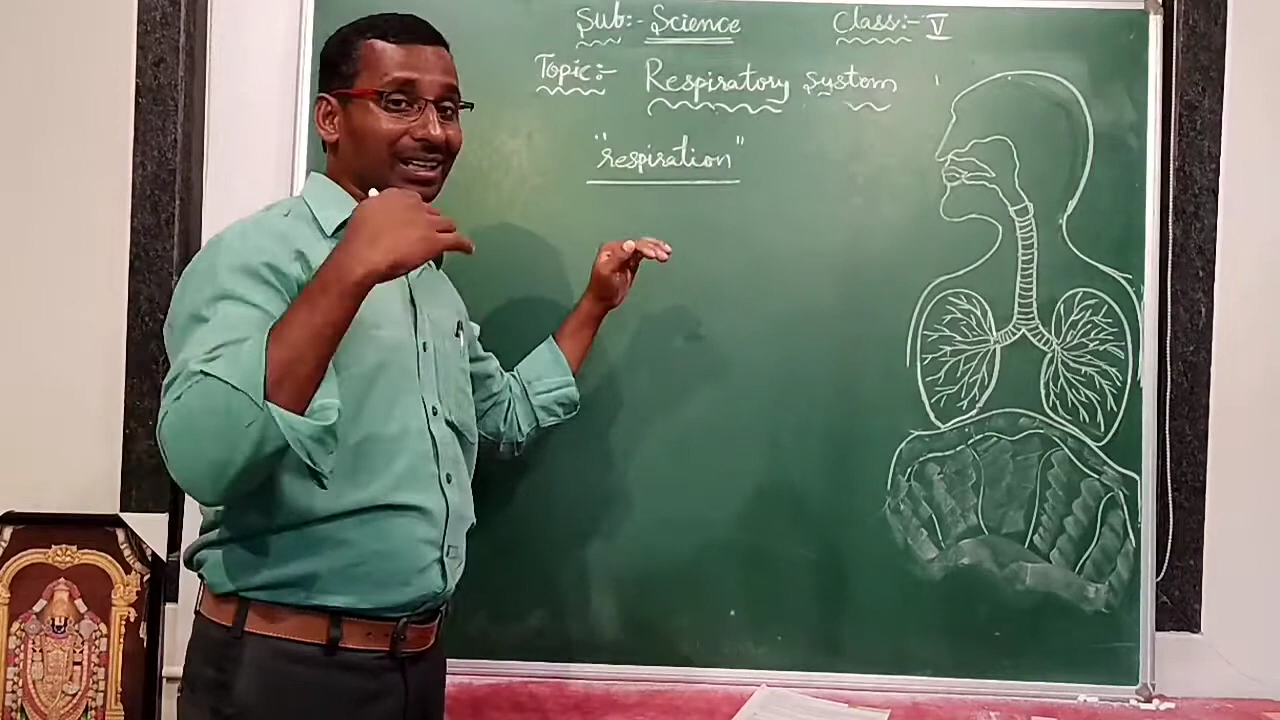 Sub:- Science Class:- V
Topic:- Respiratory System
"respiration"